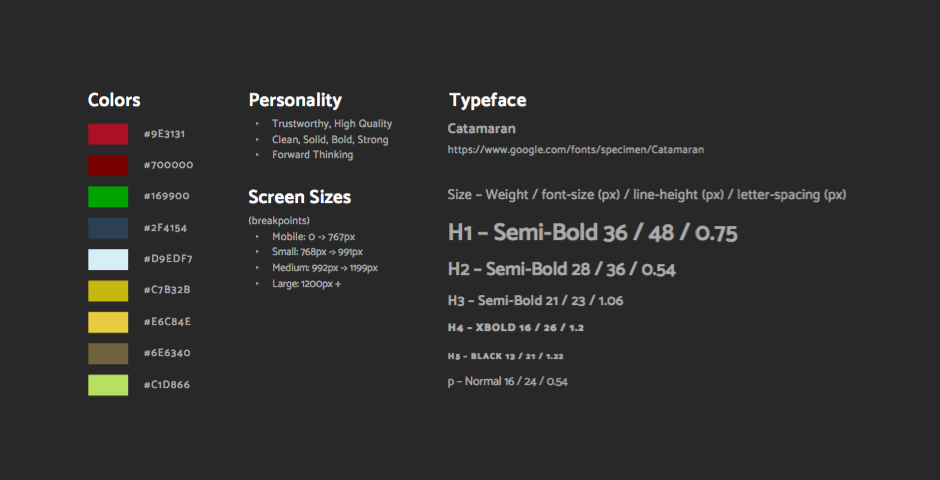 Colors
#9E3131
#700000
#169900
#2F4154
#D9EDF7
#C7B32B
#E6C84E
#6E6340
#C1D866
Personality
• Trustworthy, High Quality
• Clean, Solid, Bold, Strong
• Forward Thinking
Screen Sizes
(breakpoints)
• Mobile: 0 -> 767px
• Small: 768px -> 991px
• Medium: 992px -> 1199px
• Large: 1200px +
Typeface
Catamaran
https://www.google.com/fonts/specimen/Catamaran
Size – Weight / font-size (px) / line-height (px) / letter-spacing (px)
H1 – Semi-Bold 36 / 48 / 0.75
H2 – Semi-Bold 28 / 36 / 0.54
H3 – Semi-Bold 21 / 23 / 1.06
H4 – XBOLD 16 / 26 / 1.2
H5 – BLACK 13 / 21 / 1.22
p – Normal 16 / 24 / 0.54